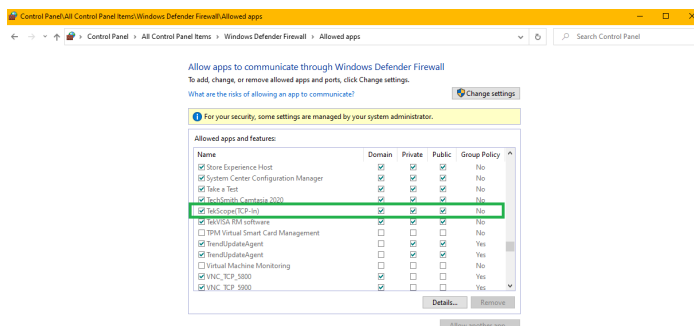 Control Panel\All Control Panel Items\Windows Defender Firewall\Allowed apps
Control Panel > All Control Panel Items > Windows Defender Firewall > Allowed apps
Search Control Panel
Allow apps to communicate through Windows Defender Firewall
To add, change, or remove allowed apps and ports, click Change settings.
What are the risks of allowing an app to communicate?
Change settings
For your security, some settings are managed by your system administrator.
Allowed apps and features:
Name Domain Private Public Group Policy
Store Experience Host No
System Center Configuration Manager No
Take a Test No
TechSmith Camtasia 2020 No
TekScope(TCP-In) No
TekVISA RM software No
TPM Virtual Smart Card Management No
TrendUpdateAgent Yes
TrendUpdateAgent Yes
Virtual Machine Monitoring No
VNC_TCP_5800 Yes
VNC_TCP_5900 Yes
Details... Remove
Allow another app...